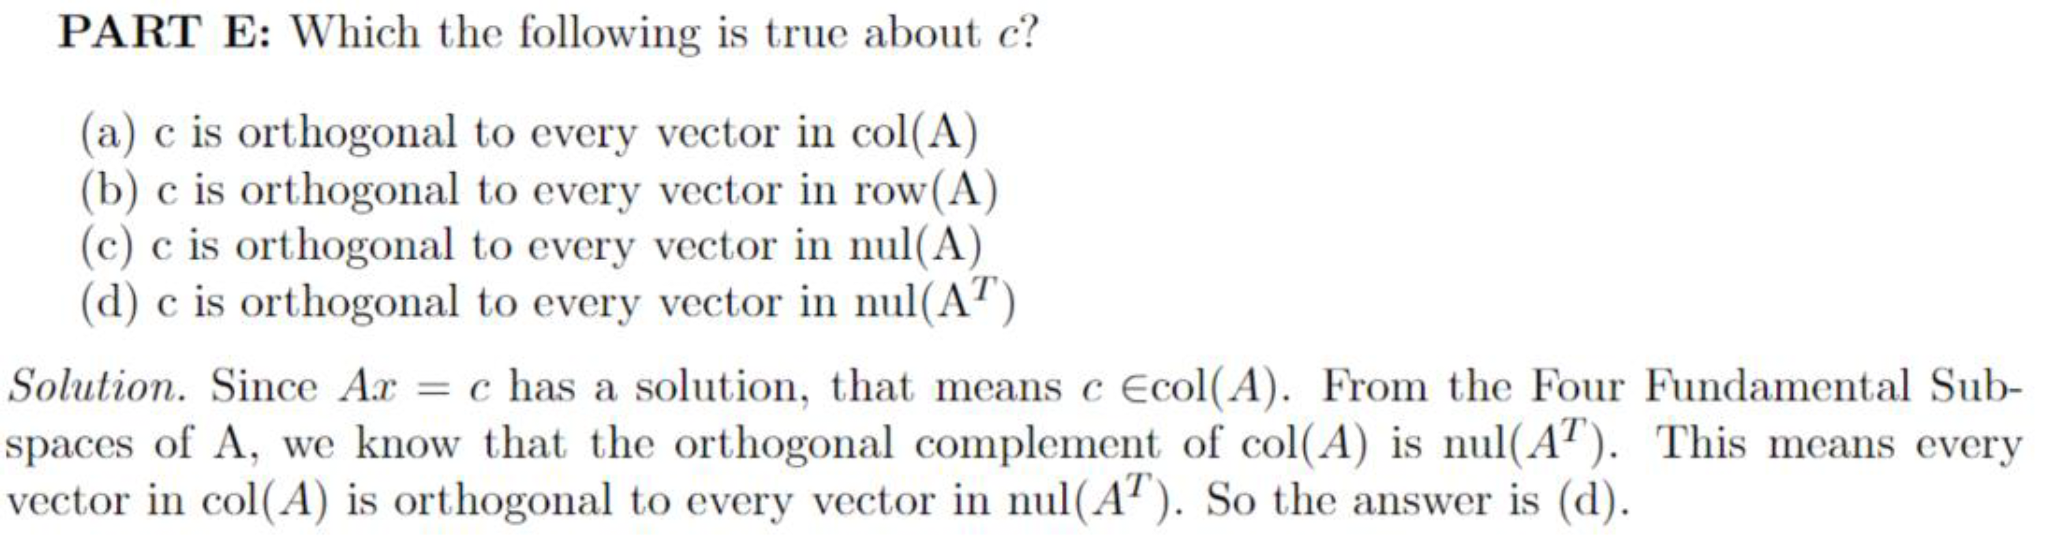 PART E: Which the following is true about c?
(a) c is orthogonal to every vector in col(A)
(b) c is orthogonal to every vector in row(A)
(c) c is orthogonal to every vector in nul(A)
(d) c is orthogonal to every vector in nul(A^T)
Solution. Since Ax = c has a solution, that means c ∈col(A). From the Four Fundamental Sub-
spaces of A, we know that the orthogonal complement of col(A) is nul(A^T). This means every
vector in col(A) is orthogonal to every vector in nul(A^T). So the answer is (d).